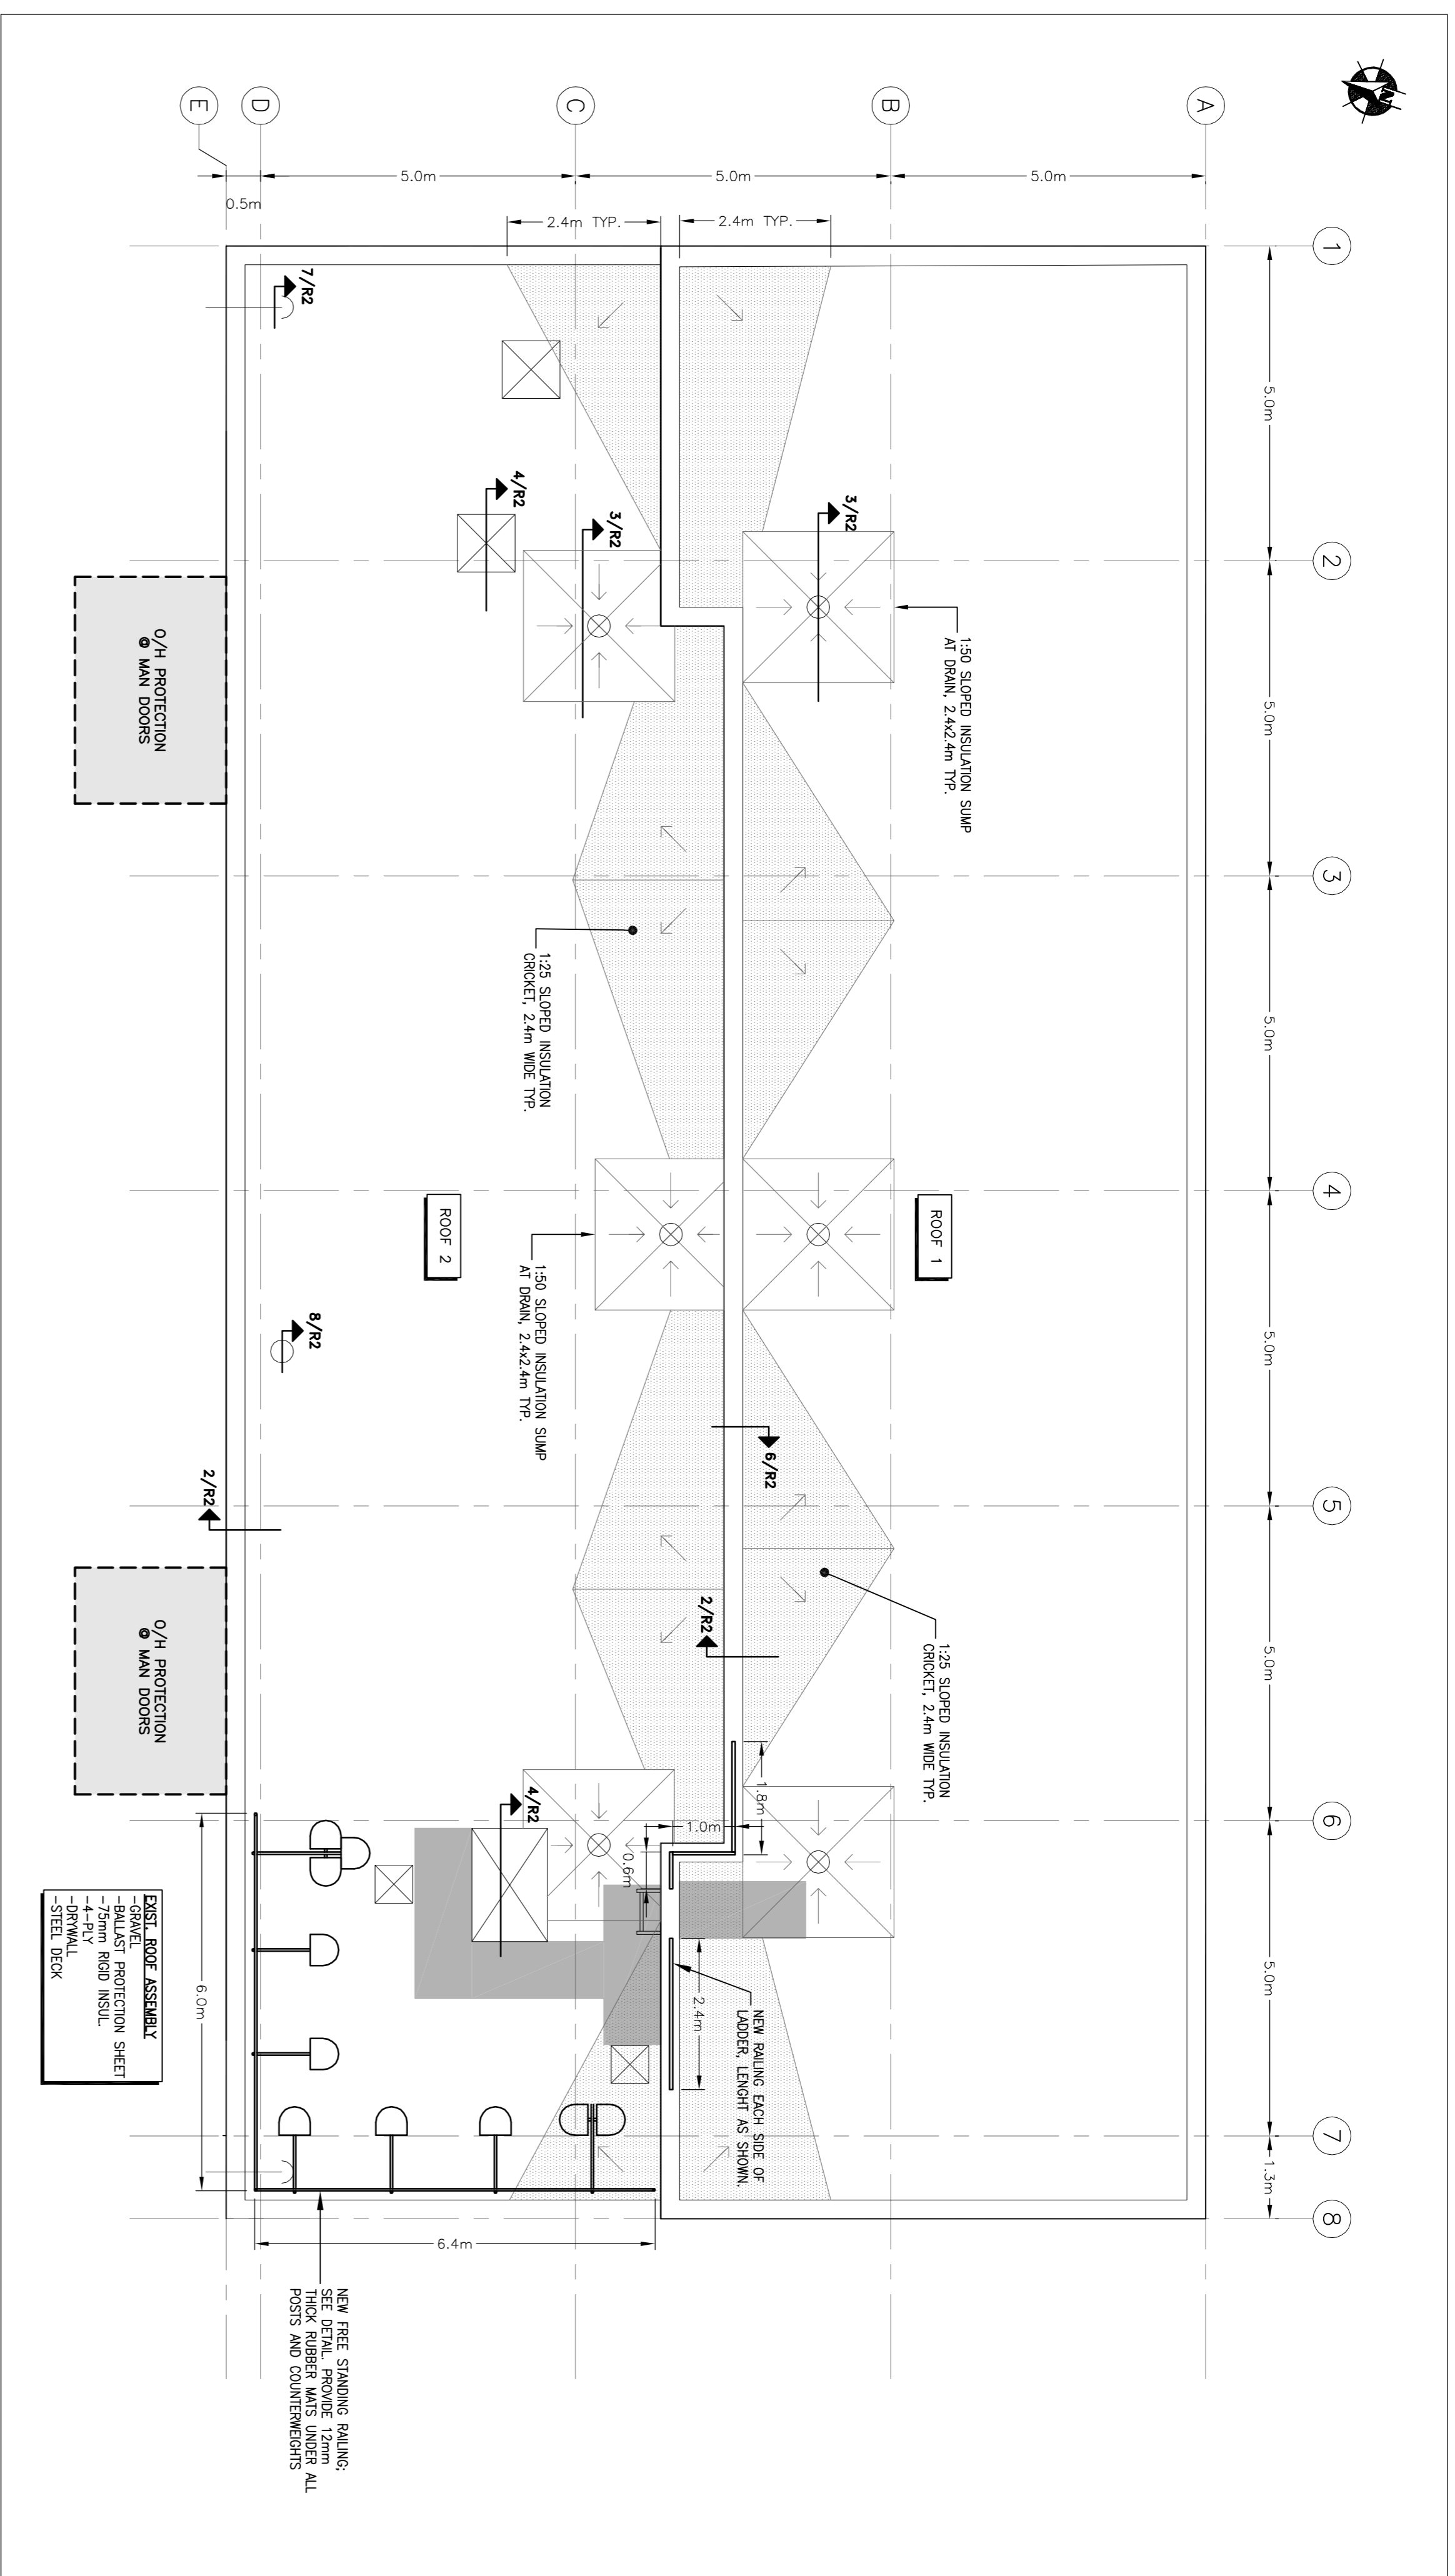 N
1
2
3
4
5
6
7
8
5.0m
5.0m
5.0m
5.0m
5.0m
5.0m
1.3m
A
B
C
D
E
5.0m
5.0m
5.0m
0.5m
2.4m TYP.
2.4m TYP.
3/R2
1:50 SLOPED INSULATION SUMP
AT DRAIN, 2.4x2.4m TYP.
ROOF 1
1:25 SLOPED INSULATION
CRICKET, 2.4m WIDE TYP.
6/R2
2/R2
1.8m
1.0m
0.6m
2.4m
NEW RAILING EACH SIDE OF
LADDER, LENGHT AS SHOWN.
3/R2
4/R2
7/R2
1:25 SLOPED INSULATION
CRICKET, 2.4m WIDE TYP.
1:50 SLOPED INSULATION SUMP
AT DRAIN, 2.4x2.4m TYP.
ROOF 2
8/R2
2/R2
4/R2
6.4m
6.0m
NEW FREE STANDING RAILING;
SEE DETAIL. PROVIDE 12mm
THICK RUBBER MATS UNDER ALL
POSTS AND COUNTERWEIGHTS
O/H PROTECTION
@ MAN DOORS
O/H PROTECTION
@ MAN DOORS
EXIST. ROOF ASSEMBLY
-GRAVEL
-BALLAST PROTECTION SHEET
-75mm RIGID INSUL.
-4-PLY
-DRYWALL
-STEEL DECK